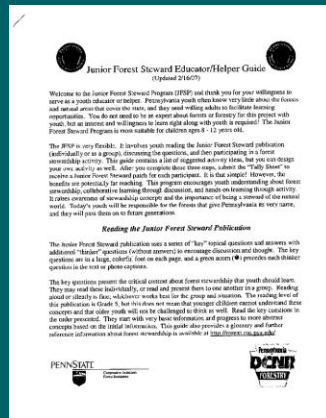 Junior Forest Steward Educator/Helper Guide
(Updated 2/16/07)
Welcome to the Junior Forest Steward Program (JFSP) and thank you for your willingness to
serve as a youth educator or helper. Pennsylvania youth often know very little about the forests
and natural areas that cover the state, and they need willing adults to facilitate learning
opportunities. You do not need to be an expert about forests or forestry for this project with
youth, but an interest and willingness to learn right along with youth is required! The Junior
Forest Steward Program is most suitable for children ages 8 - 12 years old.
The JFSP is very flexible. It involves youth reading the Junior Forest Steward publication
(individually or as a group), discussing the questions, and then participating in a forest
stewardship activity. This guide contains a list of suggested activity ideas, but you can design
your own activity as well. After you complete those three steps, submit the "Tally Sheet" to
receive a Junior Forest Steward patch for each participant. It is that simple! However, the
benefits are potentially far reaching. This program encourages youth understanding about forest
stewardship, collaborative learning through discussion, and hands on learning through activity.
It raises awareness of stewardship concepts and the importance of being a steward of the natural
world. Today's youth will be responsible for the forests that give Pennsylvania its very name,
and they will pass them on to future generations.
Reading the Junior Forest Steward Publication
The Junior Forest Steward publication uses a series of "key" topical questions and answers with
additional "thinker" questions (without answers) to encourage discussion and thought. The key
questions are in a large, colorful font on each page, and a green acorn precedes each thinker
question in the text or photo captions.
The key questions present the critical content about forest stewardship that youth should learn.
They may read these individually, or read and present them to one another in a group. Reading
aloud or silently is fine, whichever works best for the group and situation. The reading level of
this publication is Grade 5, but this does not mean that younger children cannot understand these
concepts and that older youth will not be challenged to think as well. Read the key questions in
the order presented. They start with very basic information and progress to more abstract
concepts based on the initial information. This guide also provides a glossary and further
reference information about forest stewardship is available at
PENNSTATE
Pennsylvania
DCNR
FORESTRY